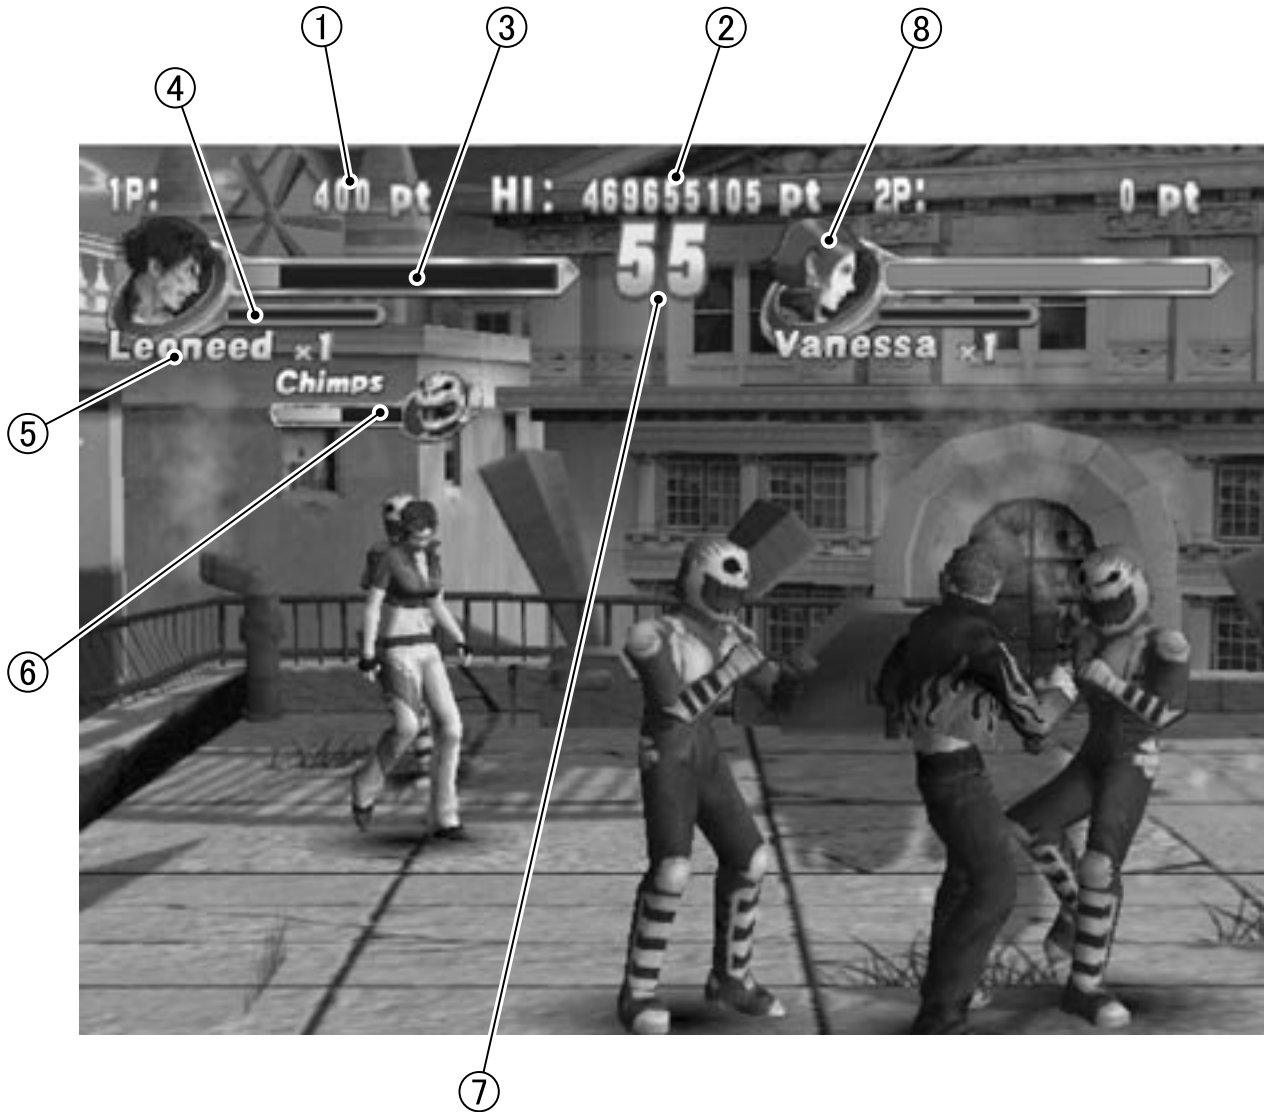 ① ③ ② ⑧
④
1P: 400 pt HI: 469655105 pt 2P: 0 pt
55
Leoneed ×1 Vanessa ×1
Chimps
⑤
⑥
⑦